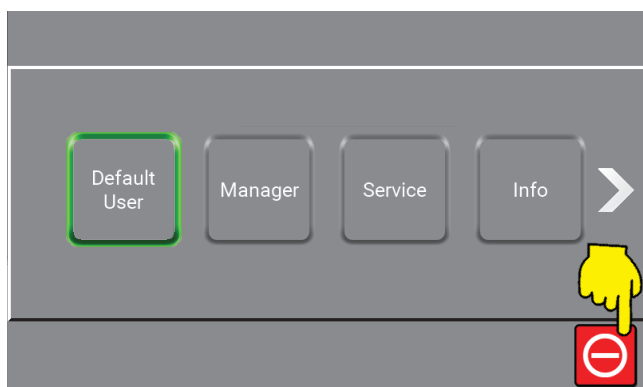 Default
User
Manager
Service
Info